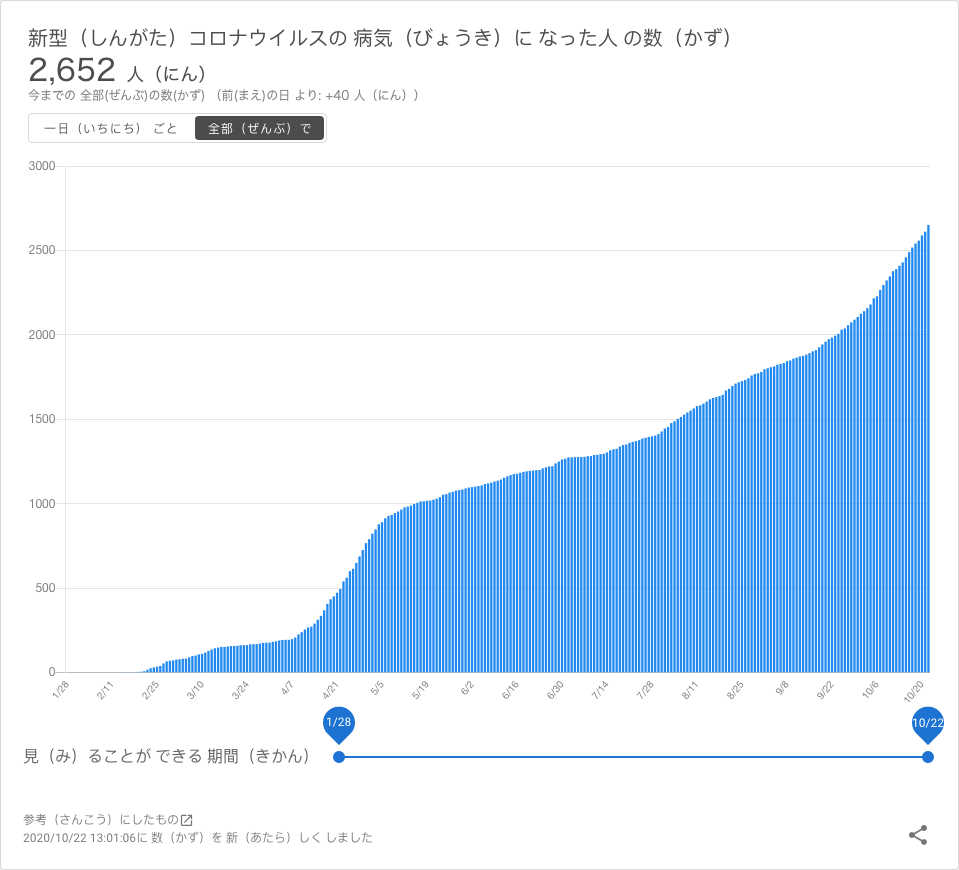 新型（しんがた）コロナウイルスの 病気（びょうき）に なった人 の数（かず）
2,652 人（にん）
今までの 全部(ぜんぶ)の数(かず) （前(まえ)の日 より: +40 人（にん））
一日（いちにち） ごと 全部（ぜんぶ）で
3000
2500
2000
1500
1000
500
0
1/28 2/11 2/25 3/10 3/24 4/7 4/21 5/5 5/19 6/2 6/16 6/30 7/14 7/28 8/11 8/25 9/8 9/22 10/6 10/20
1/28 10/22
見（み）ることが できる 期間（きかん）
参考（さんこう）にしたもの
2020/10/22 13:01:06に 数（かず）を 新（あたら）しく しました